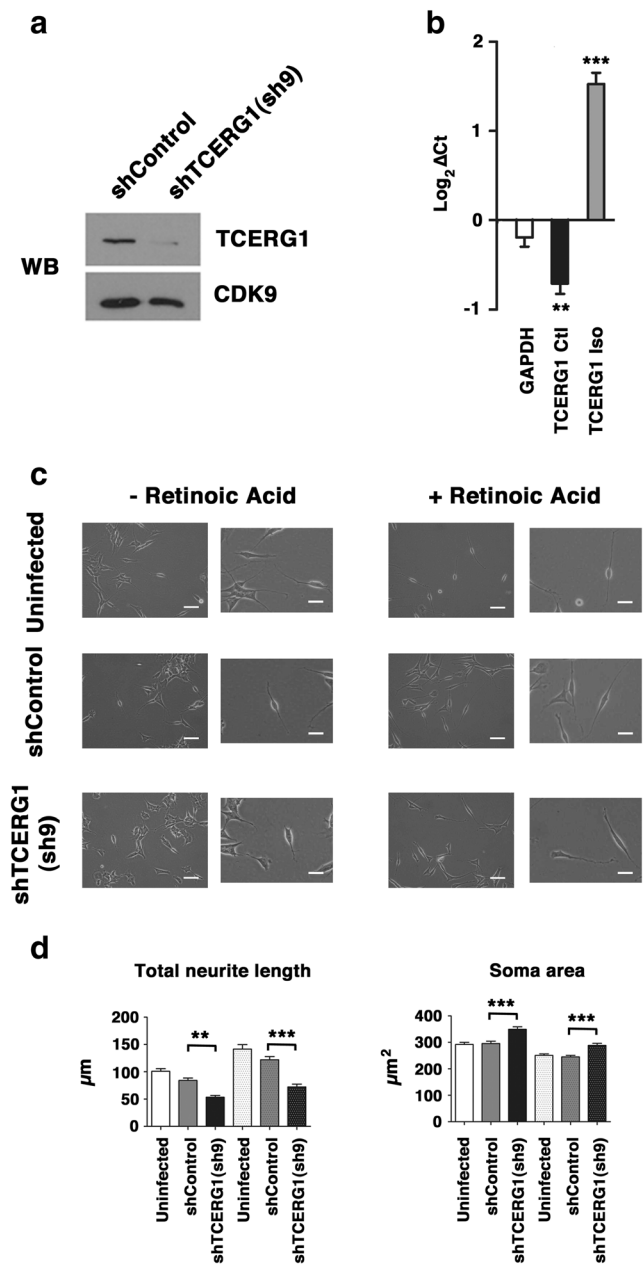 a
shControl
shTCERG1(sh9)
WB
TCERG1
CDK9
b
Log2 ΔCt
2
***
1
0
-1
**
GAPDH
TCERG1 Ctl
TCERG1 Iso
c
- Retinoic Acid
+ Retinoic Acid
Uninfected
shControl
shTCERG1
(sh9)
d
Total neurite length
µm
200
150
100
50
0
**
***
Uninfected
shControl
shTCERG1(sh9)
Uninfected
shControl
shTCERG1(sh9)
Soma area
µm²
400
300
200
100
0
***
***
Uninfected
shControl
shTCERG1(sh9)
Uninfected
shControl
shTCERG1(sh9)